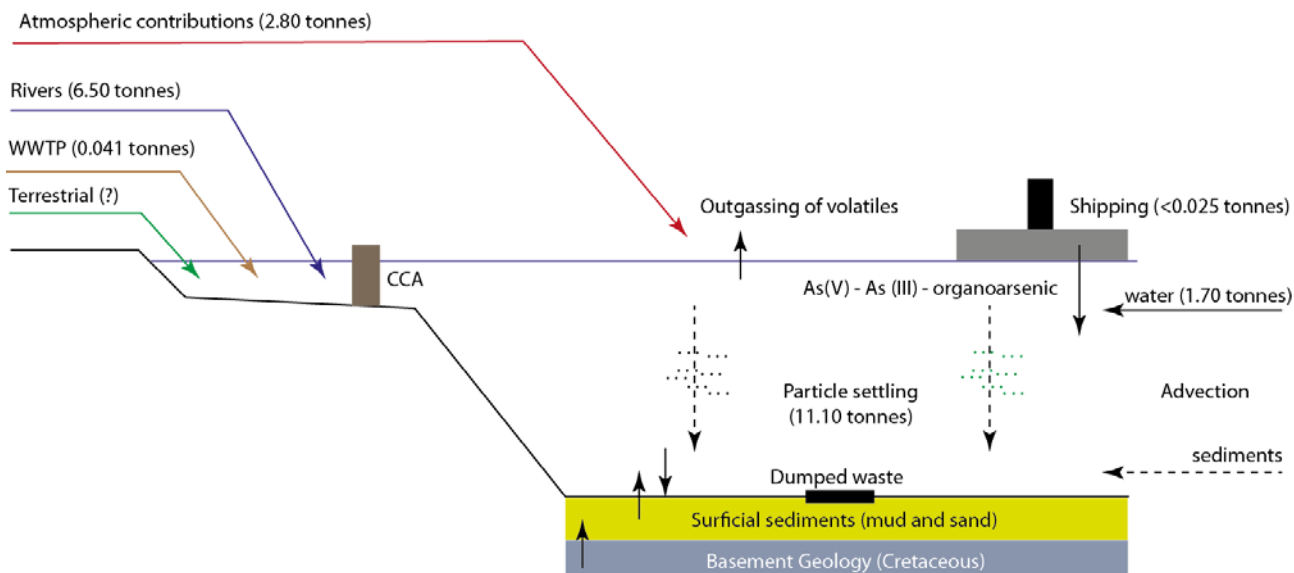 Atmospheric contributions (2.80 tonnes)
Rivers (6.50 tonnes)
WWTP (0.041 tonnes)
Terrestrial (?)
Outgassing of volatiles
Shipping (<0.025 tonnes)
CCA
As(V) - As (III) - organoarsenic
water (1.70 tonnes)
Particle settling
(11.10 tonnes)
Advection
sediments
Dumped waste
Surficial sediments (mud and sand)
Basement Geology (Cretaceous)